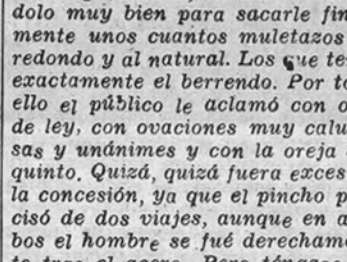 dolo muy bien para sacarle fin
mente unos cuantos muletazos
redondo y al natural. Los que te
exactamente el berrendo. Por t
ello el público le aclamó con o
de ley, con ovaciones muy calu
sas y unánimes y con la oreja
quinto. Quizá, quizá fuera exces
la concesión, ya que el pincho p
cisó de dos viajes, aunque en a
bos el hombre se fué derecham